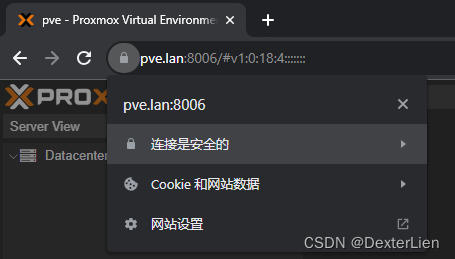 pve - Proxmox Virtual Environme
pve.lan:8006/#v1:0:18:4:::::::
PROX
pve.lan:8006
Server View
连接是安全的
Datacenter
Cookie 和网站数据
网站设置
CSDN @DexterLien